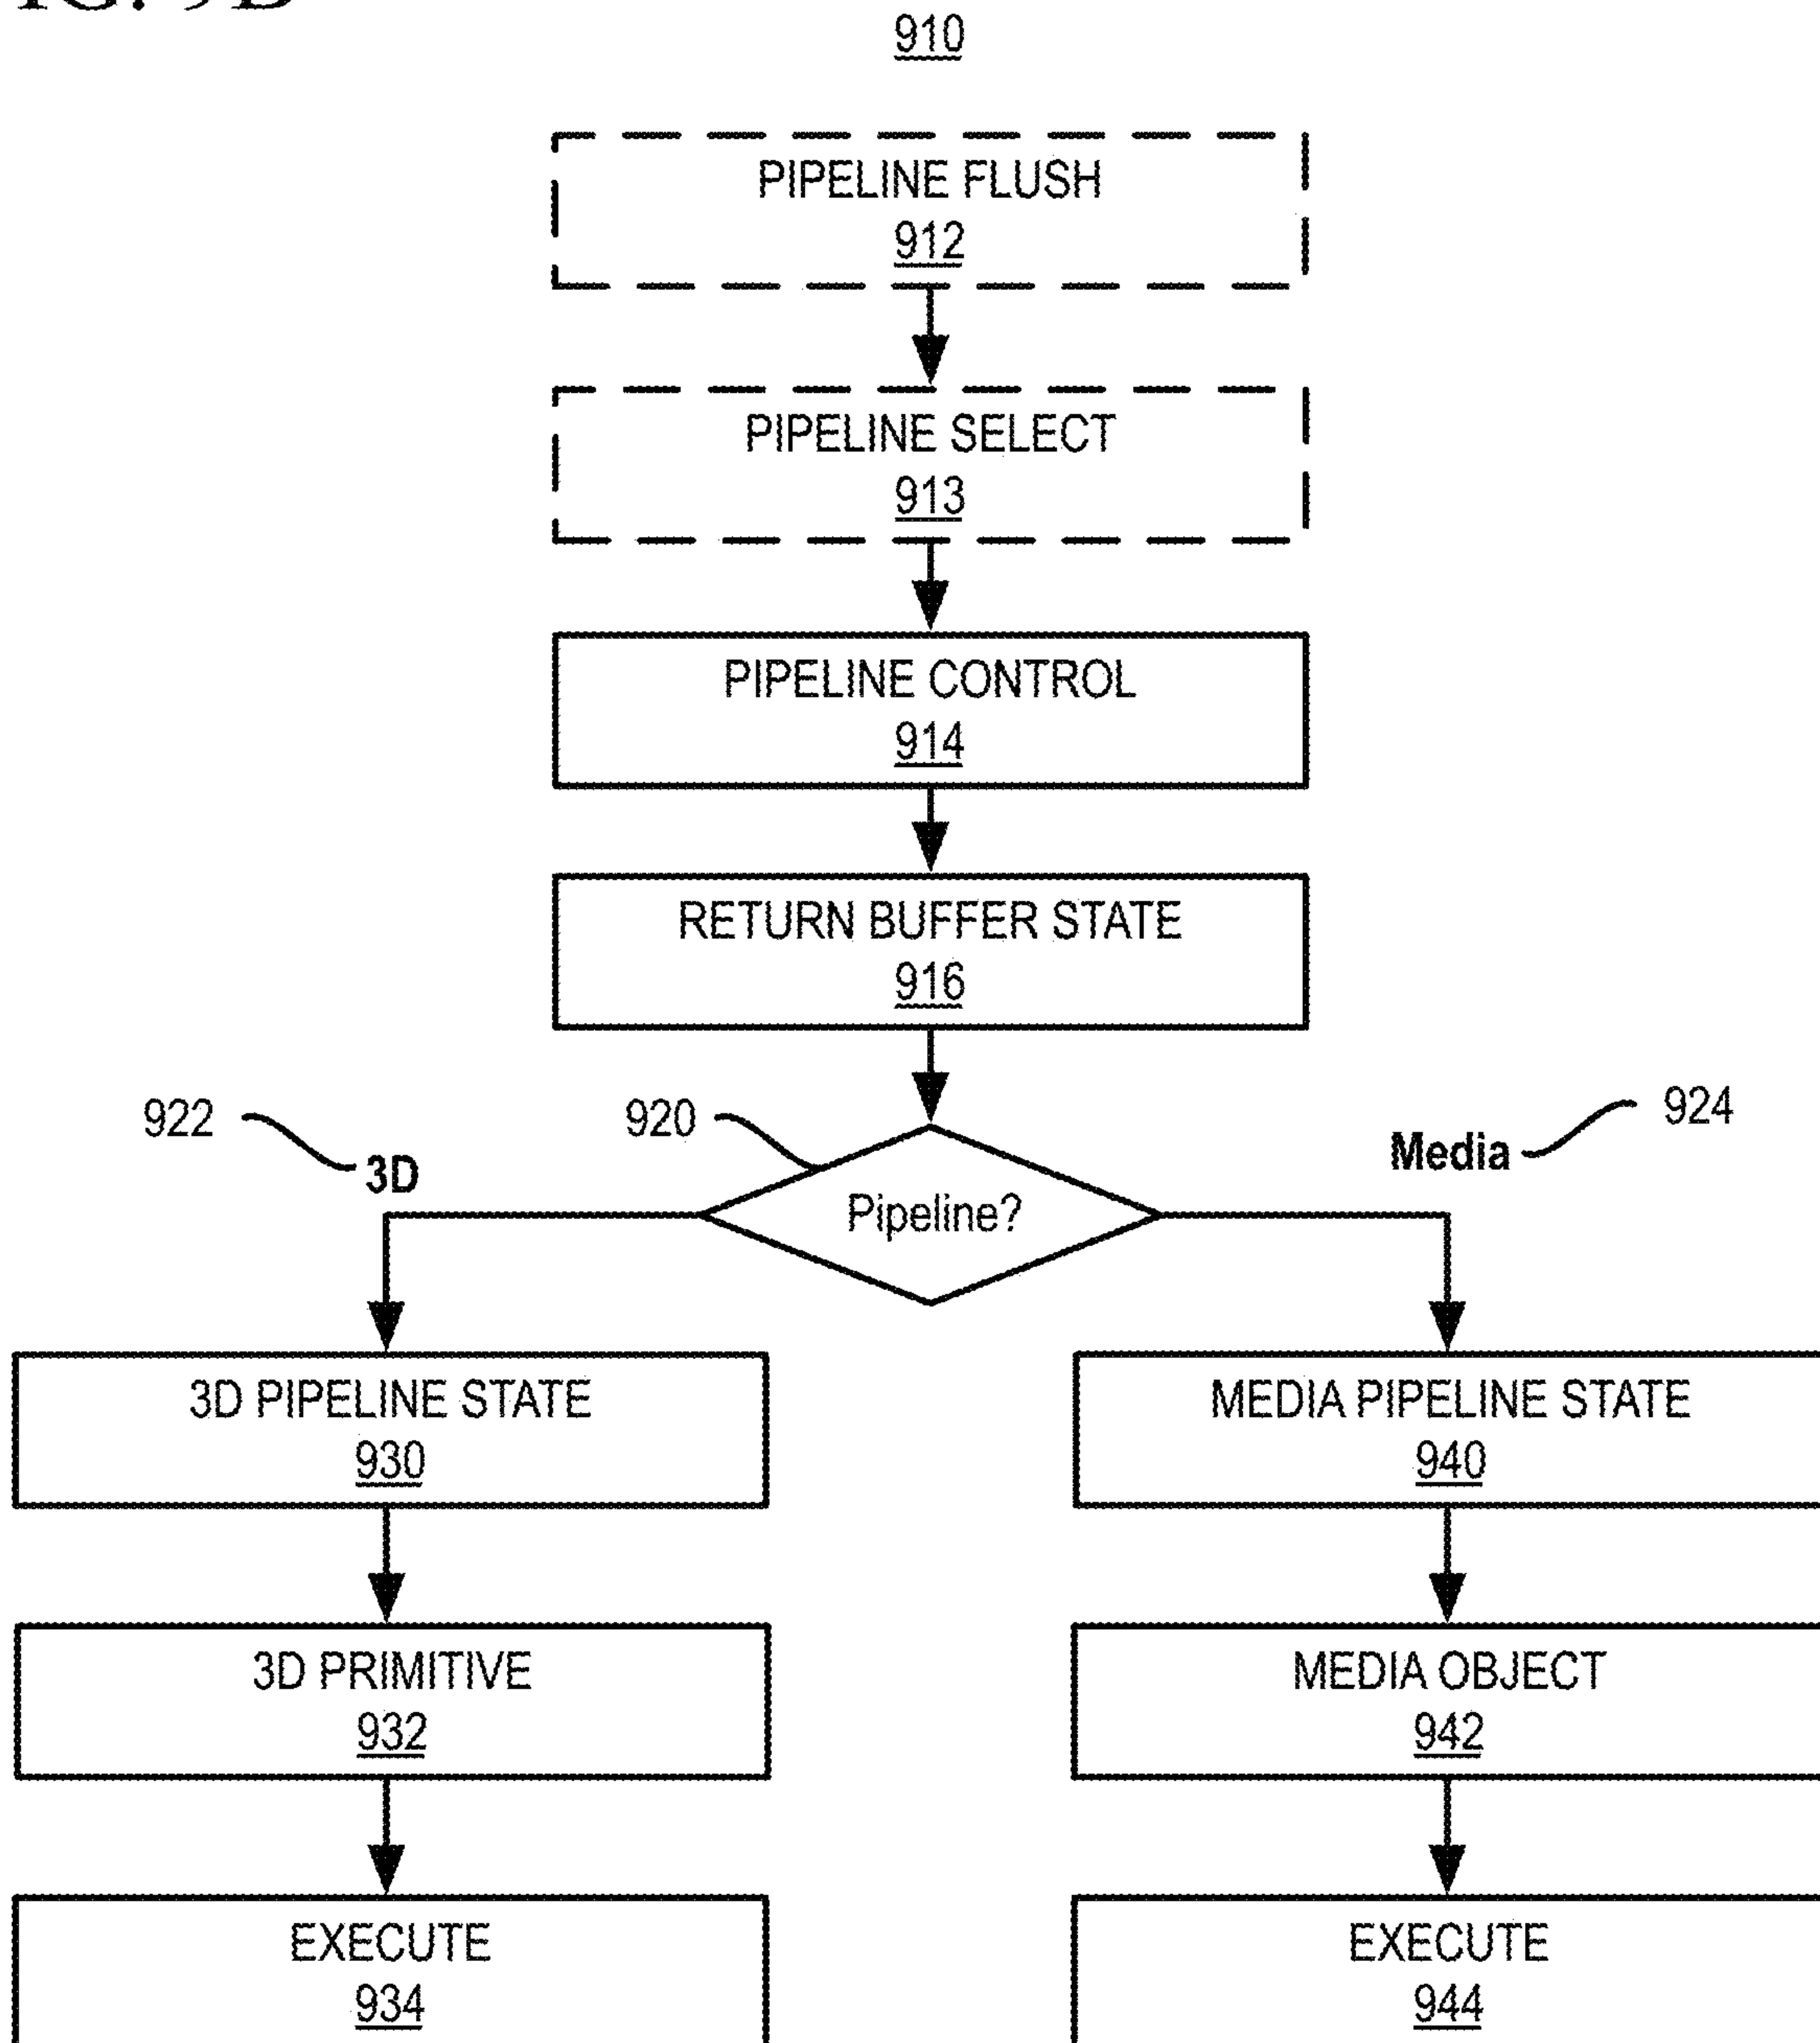 FIG. 9B
910
PIPELINE FLUSH
912
PIPELINE SELECT
913
PIPELINE CONTROL
914
RETURN BUFFER STATE
916
922
920
924
3D
Media
Pipeline?
3D PIPELINE STATE
930
MEDIA PIPELINE STATE
940
3D PRIMITIVE
932
MEDIA OBJECT
942
EXECUTE
934
EXECUTE
944